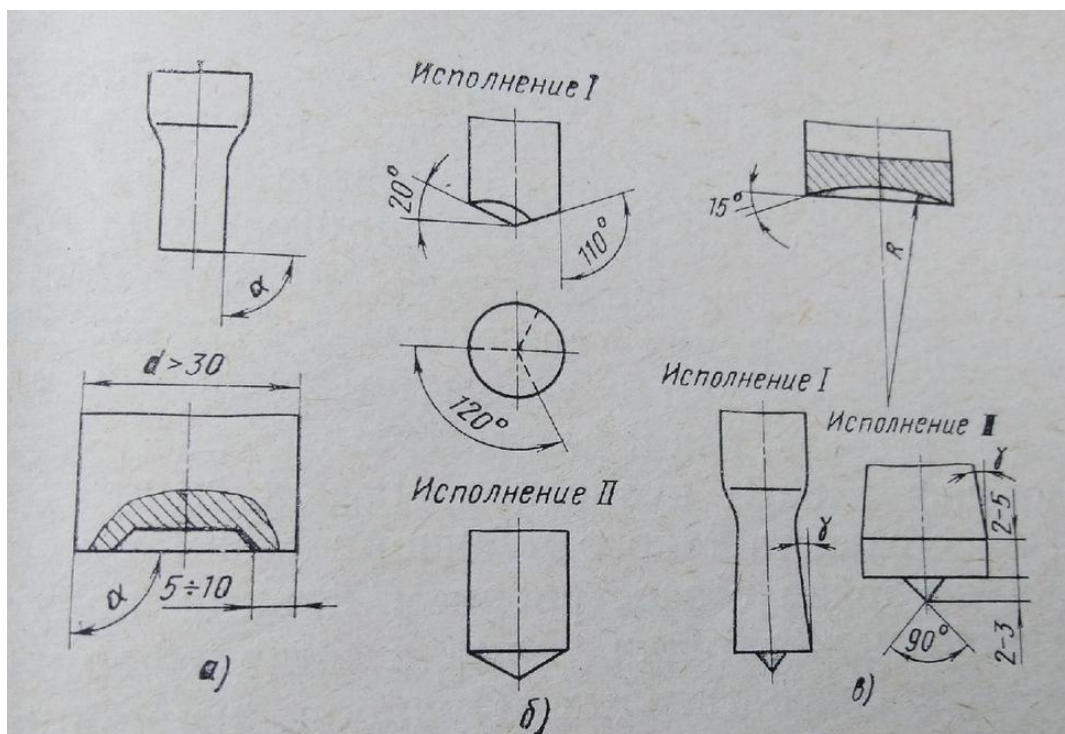 Исполнение I
20°
110°
15°
R
α
d > 30
120°
Исполнение I
Исполнение II
γ
2-5
Исполнение II
γ
α
5÷10
90°
2-3
а)
б)
в)